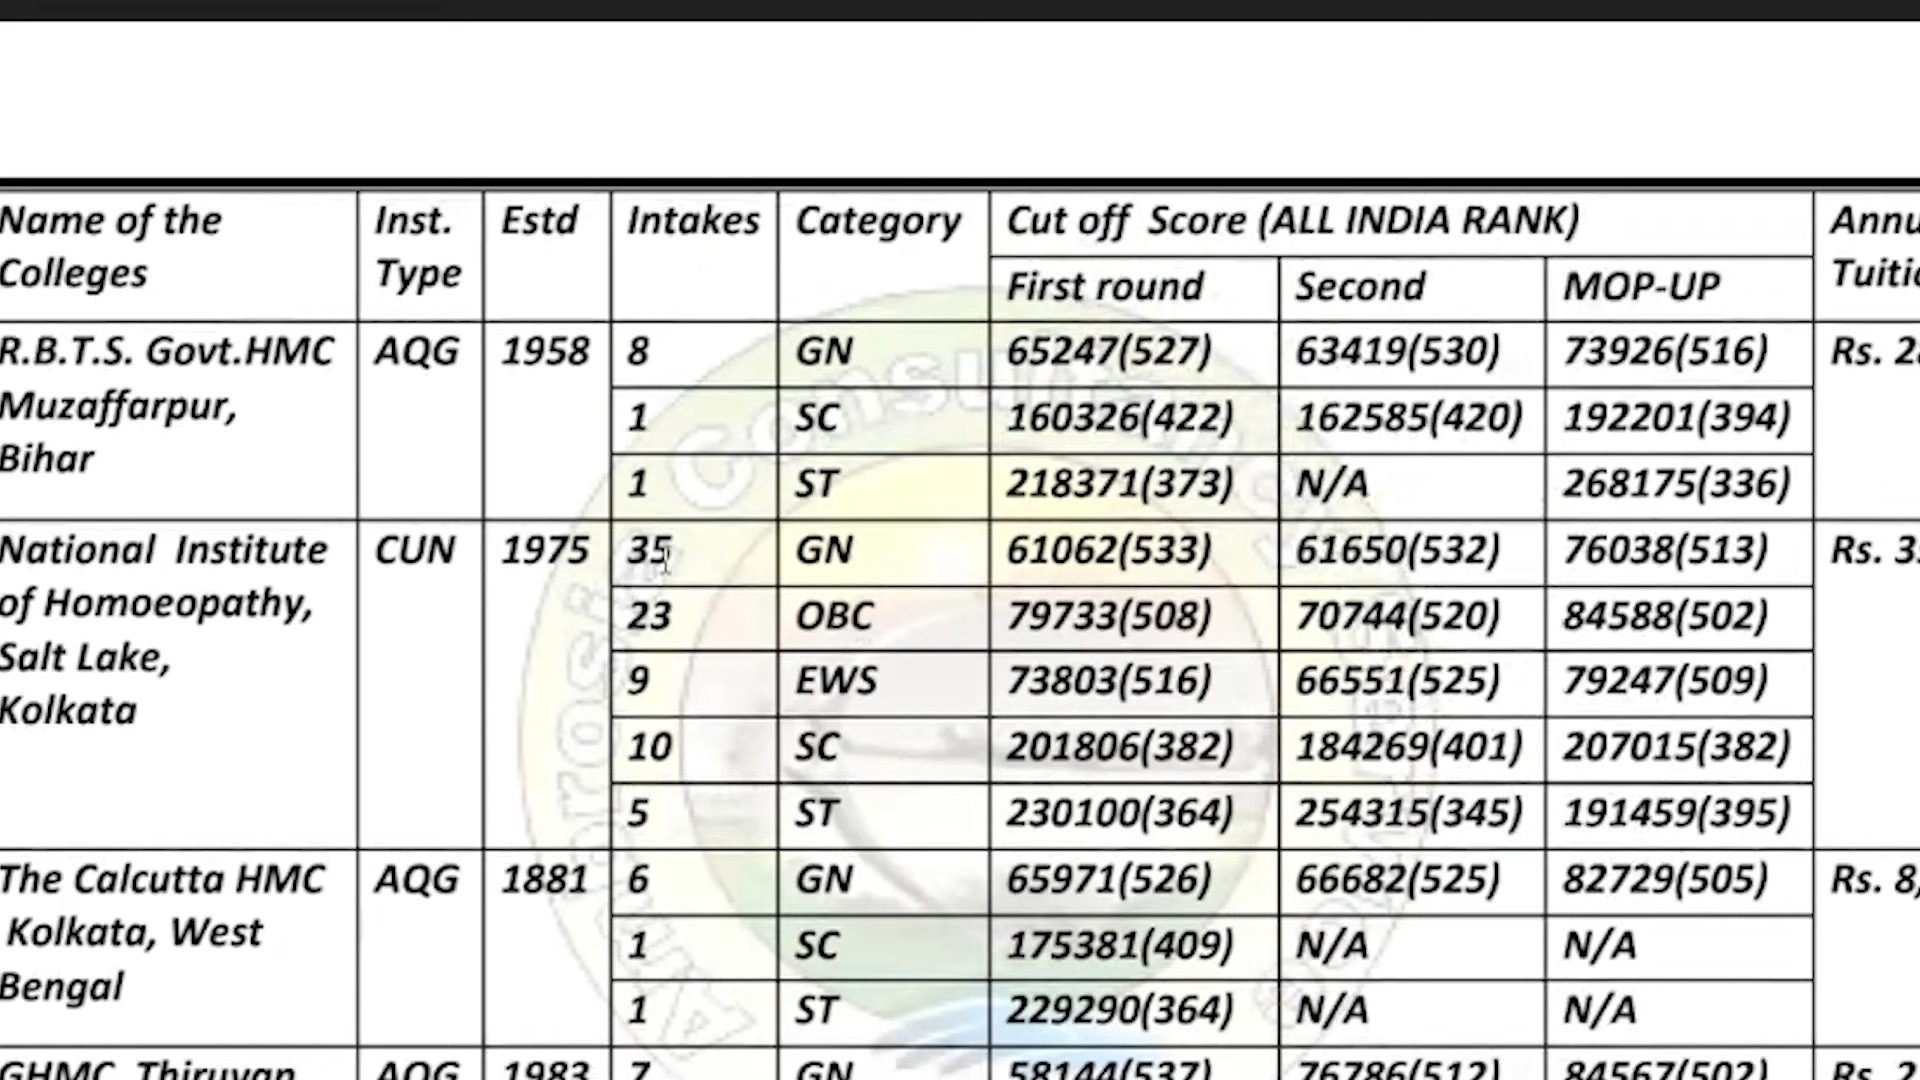 Name of the Colleges Inst. Type Estd Intakes Category Cut off Score (ALL INDIA RANK)
First round Second MOP-UP
R.B.T.S. Govt.HMC Muzaffarpur, Bihar AQG 1958 8 GN 65247(527) 63419(530) 73926(516) Rs.
1 SC 160326(422) 162585(420) 192201(394)
1 ST 218371(373) N/A 268175(336)
National Institute of Homoeopathy, Salt Lake, Kolkata CUN 1975 35 GN 61062(533) 61650(532) 76038(513) Rs.
23 OBC 79733(508) 70744(520) 84588(502)
9 EWS 73803(516) 66551(525) 79247(509)
10 SC 201806(382) 184269(401) 207015(382)
5 ST 230100(364) 254315(345) 191459(395)
The Calcutta HMC Kolkata, West Bengal AQG 1881 6 GN 65971(526) 66682(525) 82729(505) Rs. 8,
1 SC 175381(409) N/A N/A
1 ST 229290(364) N/A N/A
GHMC, Thiruvan AQG 1983 7 GN 58144(537) 76786(512) 84567(502) Rs. 2